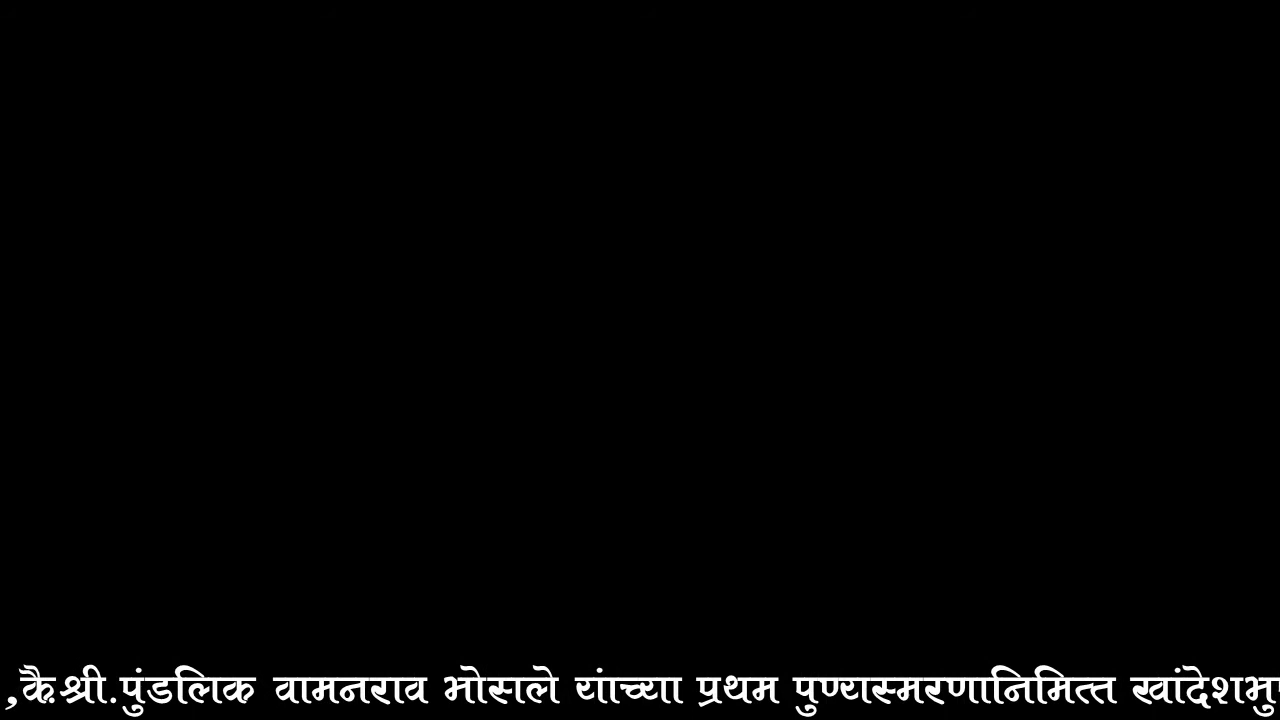 ,कै.श्री.पुंडलिक वामनराव भोसले यांच्या प्रथम पुण्यस्मरणानिमित्त खांदेशभु